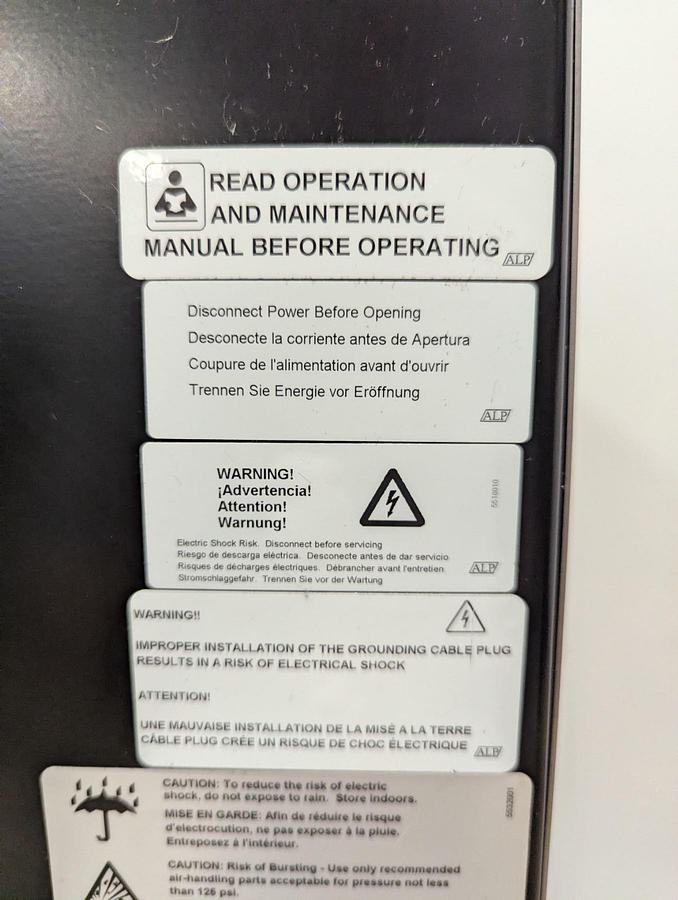 READ OPERATION
AND MAINTENANCE
MANUAL BEFORE OPERATING
ALP
Disconnect Power Before Opening
Desconecte la corriente antes de Apertura
Coupure de l'alimentation avant d'ouvrir
Trennen Sie Energie vor Eröffnung
ALP
WARNING!
¡Advertencia!
Attention!
Warnung!
Electric Shock Risk. Disconnect before servicing
Riesgo de descarga eléctrica. Desconecte antes de dar servicio
Risques de décharges électriques. Débrancher avant l'entretien
Stromschlaggefahr. Trennen Sie vor der Wartung
ALP
WARNING!!
IMPROPER INSTALLATION OF THE GROUNDING CABLE PLUG
RESULTS IN A RISK OF ELECTRICAL SHOCK
ATTENTION!
UNE MAUVAISE INSTALLATION DE LA MISE A LA TERRE
CÂBLE PLUG CRÉE UN RISQUE DE CHOC ÉLECTRIQUE
ALP
CAUTION: To reduce the risk of electric
shock, do not expose to rain. Store indoors.
MISE EN GARDE: Afin de réduire le risque
d'electrocution, ne pas exposer à la pluie.
Entreposez à l'intérieur.
CAUTION: Risk of Bursting - Use only recommended
air-handling parts acceptable for pressure not less
than 125 psi.